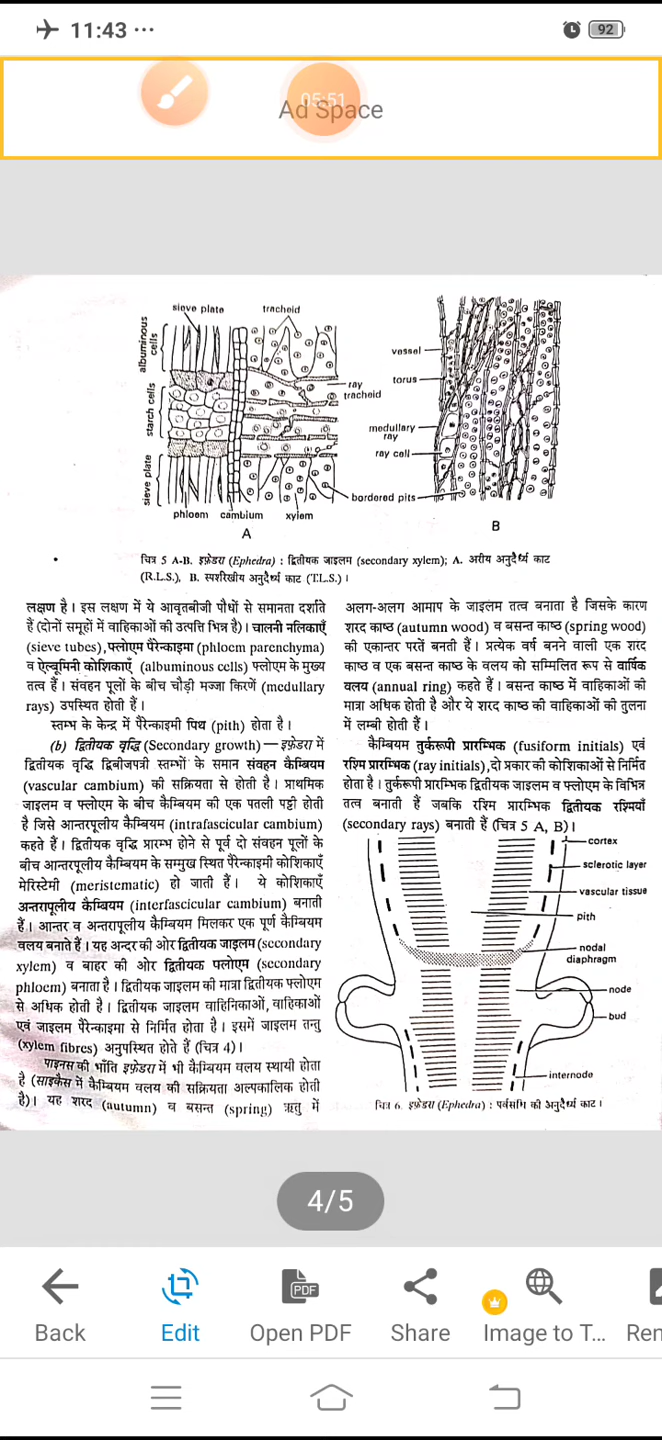 11:43 ...
92
05:51
Ad Space
sieve plate
tracheid
albuminous
cells
starch cells
sieve plate
ray
tracheid
bordered pits
phloem
cambium
xylem
A
vessel
torus
medullary
ray
ray cell
B
चित्र 5 A-B. इफ़ेडरा (Ephedra) : द्वितीयक जाइलम (secondary xylem); A. अरीय अनुदैर्ध्य काट
(R.L.S.), B. स्पर्शरेखीय अनुदैर्ध्य काट (T.L.S.) ।
लक्षण है। इस लक्षण में ये आवृतबीजी पौधों से समानता दर्शाते
हैं (दोनों समूहों में वाहिकाओं की उत्पत्ति भिन्न है)। चालनी नलिकाएँ
(sieve tubes), फ्लोएम पैरेन्काइमा (phloem parenchyma)
व ऐल्बूमिनी कोशिकाएँ (albuminous cells) फ्लोएम के मुख्य
तत्व हैं। संवहन पूलों के बीच चौड़ी मज्जा किरणें (medullary
rays) उपस्थित होती हैं।
स्तम्भ के केन्द्र में पैरेन्काइमी पिथ (pith) होता है।
(b) द्वितीयक वृद्धि (Secondary growth) — इफ़ेडरा में
द्वितीयक वृद्धि द्विबीजपत्री स्तम्भों के समान संवहन कैम्बियम
(vascular cambium) की सक्रियता से होती है। प्राथमिक
जाइलम व फ्लोएम के बीच कैम्बियम की एक पतली पट्टी होती
है जिसे आन्तरपूलीय कैम्बियम (intrafascicular cambium)
कहते हैं। द्वितीयक वृद्धि प्रारम्भ होने से पूर्व दो संवहन पूलों के
बीच आन्तरपूलीय कैम्बियम के सम्मुख स्थित पैरेन्काइमी कोशिकाएँ
मेरिस्टेमी (meristematic) हो जाती हैं। ये कोशिकाएँ
अन्तरापूलीय कैम्बियम (interfascicular cambium) बनाती
हैं। आन्तर व अन्तरापूलीय कैम्बियम मिलकर एक पूर्ण कैम्बियम
वलय बनाते हैं। यह अन्दर की ओर द्वितीयक जाइलम (secondary
xylem) व बाहर की ओर द्वितीयक फ्लोएम (secondary
phloem) बनाता है। द्वितीयक जाइलम की मात्रा द्वितीयक फ्लोएम
से अधिक होती है। द्वितीयक जाइलम वाहिनिकाओं, वाहिकाओं
एवं जाइलम पैरेन्काइमा से निर्मित होता है। इसमें जाइलम तन्तु
(xylem fibres) अनुपस्थित होते हैं (चित्र 4)।
पाइनस की भाँति इफ़ेडरा में भी कैम्बियम वलय स्थायी होता
है (साइकैस में कैम्बियम वलय की सक्रियता अल्पकालिक होती
है)। यह शरद (autumn) व बसन्त (spring) ऋतु में
अलग-अलग आमाप के जाइलम तत्व बनाता है जिसके कारण
शरद काष्ठ (autumn wood) व बसन्त काष्ठ (spring wood)
की एकान्तर परतें बनती हैं। प्रत्येक वर्ष बनने वाली एक शरद
काष्ठ व एक बसन्त काष्ठ के वलय को सम्मिलित रूप से वार्षिक
वलय (annual ring) कहते हैं। बसन्त काष्ठ में वाहिकाओं की
मात्रा अधिक होती है और ये शरद काष्ठ की वाहिकाओं की तुलना
में लम्बी होती हैं।
कैम्बियम तुर्करूपी प्रारम्भिक (fusiform initials) एवं
रश्मि प्रारम्भिक (ray initials), दो प्रकार की कोशिकाओं से निर्मित
होता है। तुर्करूपी प्रारम्भिक द्वितीयक जाइलम व फ्लोएम के विभिन्न
तत्व बनाती हैं जबकि रश्मि प्रारम्भिक द्वितीयक रश्मियाँ
(secondary rays) बनाती हैं (चित्र 5 A, B)।
cortex
sclerotic layer
vascular tissue
pith
nodal
diaphragm
node
bud
internode
चित्र 6. इफ़ेडरा (Ephedra) : पर्वसन्धि की अनुदैर्ध्य काट ।
4/5
Back
Edit
PDF
Open PDF
Share
Image to T...
Ren